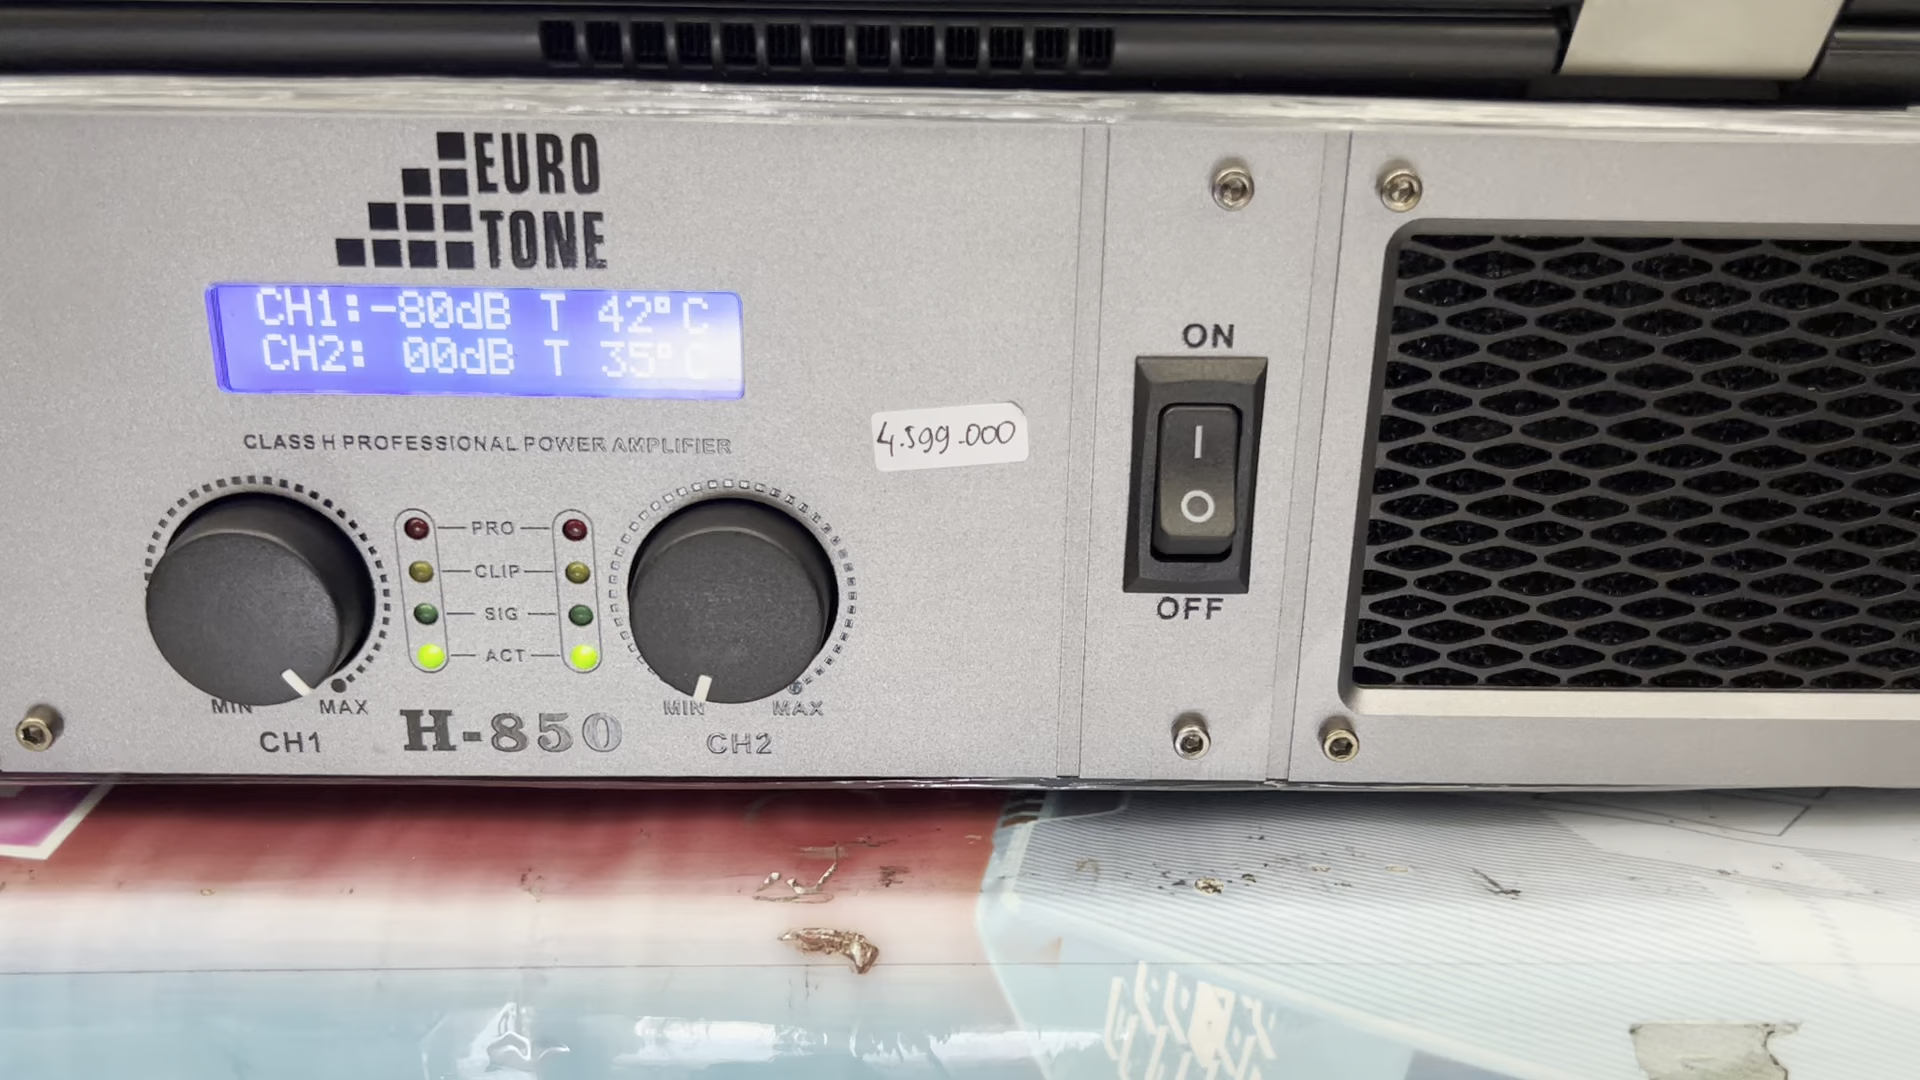 EURO
TONE
CH1:-80dB T 42°C
CH2: 00dB T 35°C
CLASS H PROFESSIONAL POWER AMPLIFIER
4.599.000
ON
I
O
OFF
PRO
CLIP
SIG
ACT
MIN MAX
CH1
H-850
MIN MAX
CH2